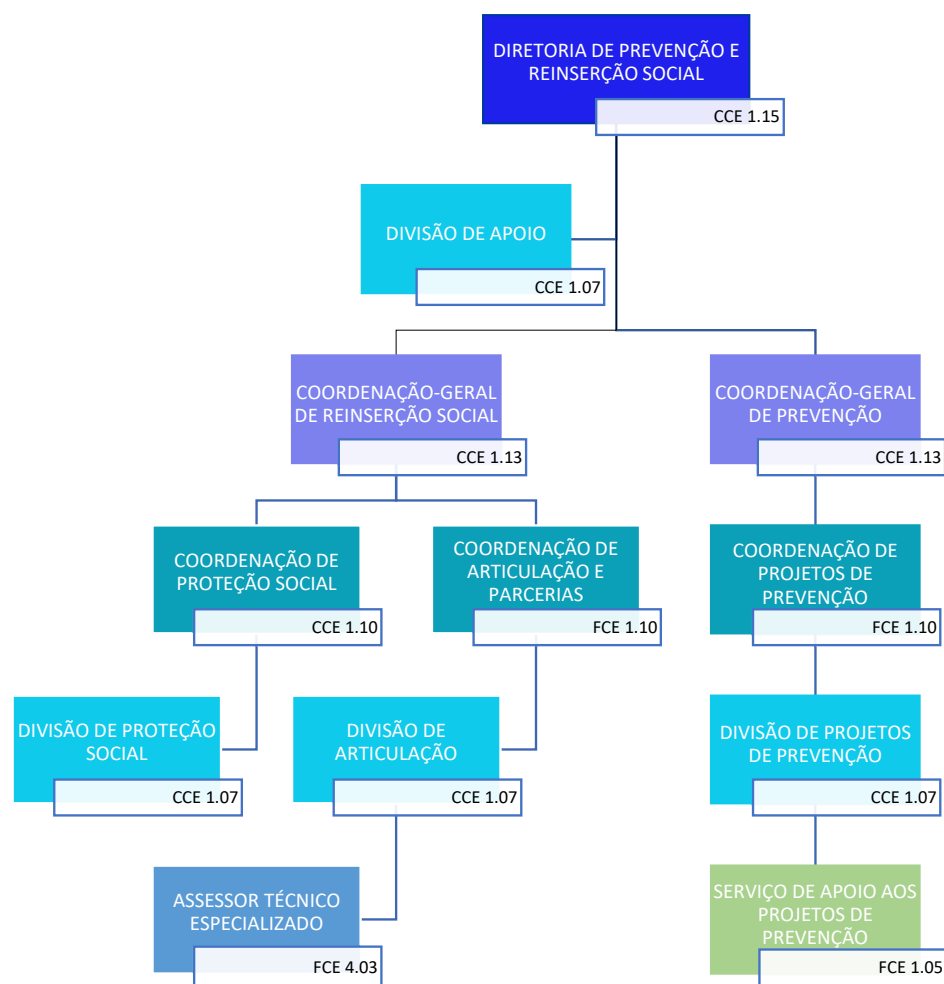 DIRETORIA DE PREVENÇÃO E
REINSERÇÃO SOCIAL
CCE 1.15
DIVISÃO DE APOIO
CCE 1.07
COORDENAÇÃO-GERAL
DE REINSERÇÃO SOCIAL
CCE 1.13
COORDENAÇÃO-GERAL
DE PREVENÇÃO
CCE 1.13
COORDENAÇÃO DE
PROTEÇÃO SOCIAL
CCE 1.10
COORDENAÇÃO DE
ARTICULAÇÃO E
PARCERIAS
FCE 1.10
COORDENAÇÃO DE
PROJETOS DE
PREVENÇÃO
FCE 1.10
DIVISÃO DE PROTEÇÃO
SOCIAL
CCE 1.07
DIVISÃO DE
ARTICULAÇÃO
CCE 1.07
DIVISÃO DE PROJETOS
DE PREVENÇÃO
CCE 1.07
ASSESSOR TÉCNICO
ESPECIALIZADO
FCE 4.03
SERVIÇO DE APOIO AOS
PROJETOS DE
PREVENÇÃO
FCE 1.05